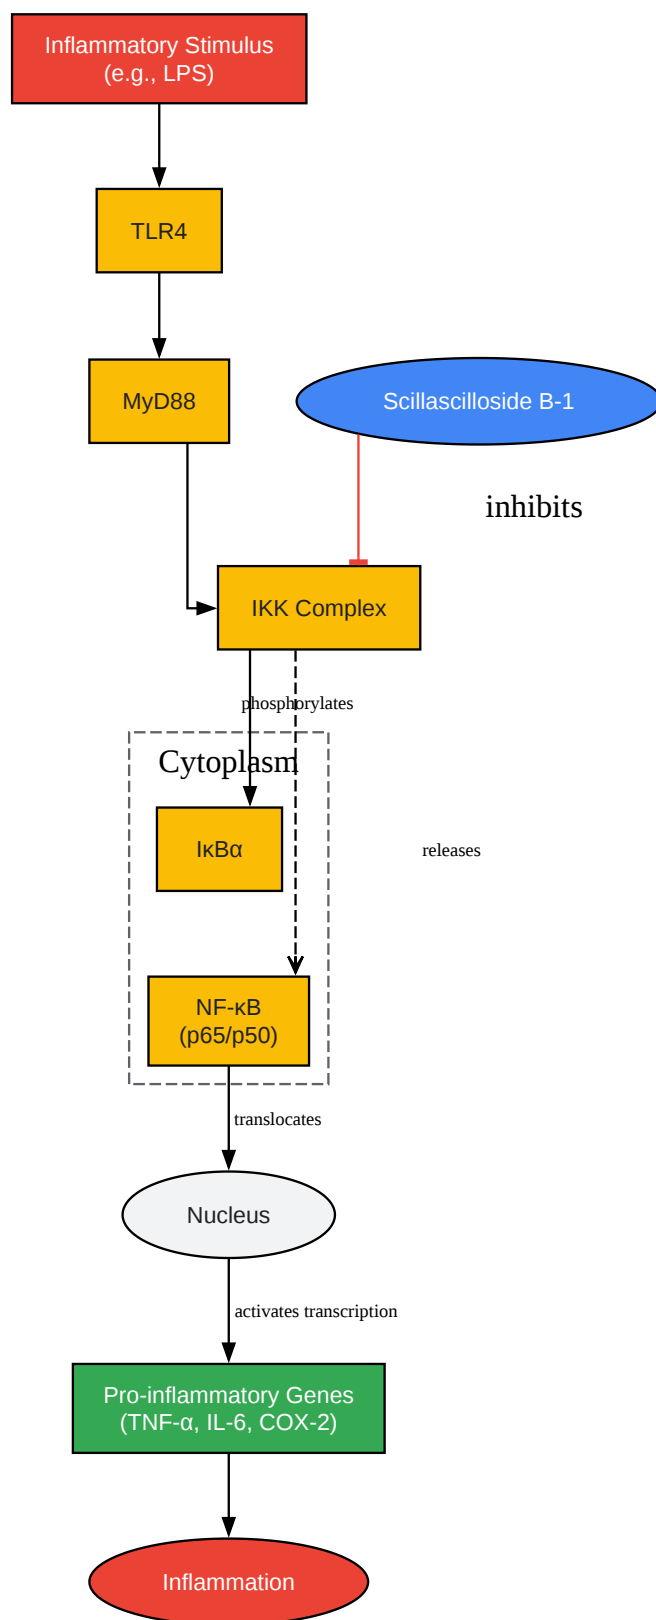 Inflammatory Stimulus
(e.g., LPS)
TLR4
MyD88
Scillascilloside B-1
inhibits
IKK Complex
phosphorylates
Cytoplasm
IκBα
releases
NF-κB
(p65/p50)
translocates
Nucleus
activates transcription
Pro-inflammatory Genes
(TNF-α, IL-6, COX-2)
Inflammation